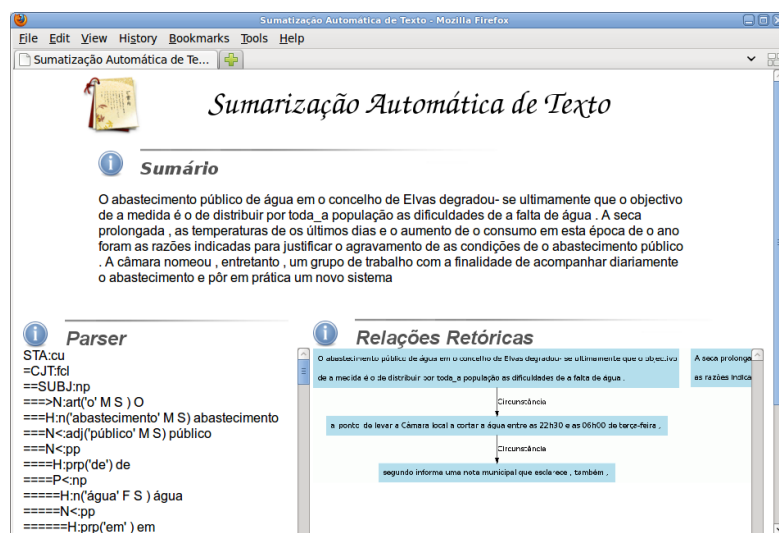 Sumatização Automática de Texto - Mozilla Firefox
File Edit View History Bookmarks Tools Help
Sumatização Automática de Te...
Sumarização Automática de Texto
Sumário
O abastecimento público de água em o concelho de Elvas degradou- se ultimamente que o objectivo
de a medida é o de distribuir por toda_a população as dificuldades de a falta de água . A seca
prolongada , as temperaturas de os últimos dias e o aumento de o consumo em esta época de o ano
foram as razões indicadas para justificar o agravamento de as condições de o abastecimento público
. A câmara nomeou , entretanto , um grupo de trabalho com a finalidade de acompanhar diariamente
o abastecimento e pôr em prática um novo sistema
Parser
STA:cu
=CJT:fcl
==SUBJ:np
===>N:art('o' M S ) O
===H:n('abastecimento' M S) abastecimento
===N<:adj('público' M S) público
===N<:pp
====H:prp('de') de
====P<:np
=====H:n('água' F S ) água
=====N<:pp
======H:prp('em' ) em
Relações Retóricas
O abastecimento público de água em o concelho de Elvas degradou- se ultimamente que o objec.ivo
de a mecida é o de distribuir por toda_a população as dificuldades de a falta de água .
Circunstância
a ponto de levar a Câmara local a cortar a água entre as 22h30 e as 06h00 de terça-feira ,
Circunstância
segundo informa uma nota municipal que esclarece , também ,
A seca prolonga
as razões indica